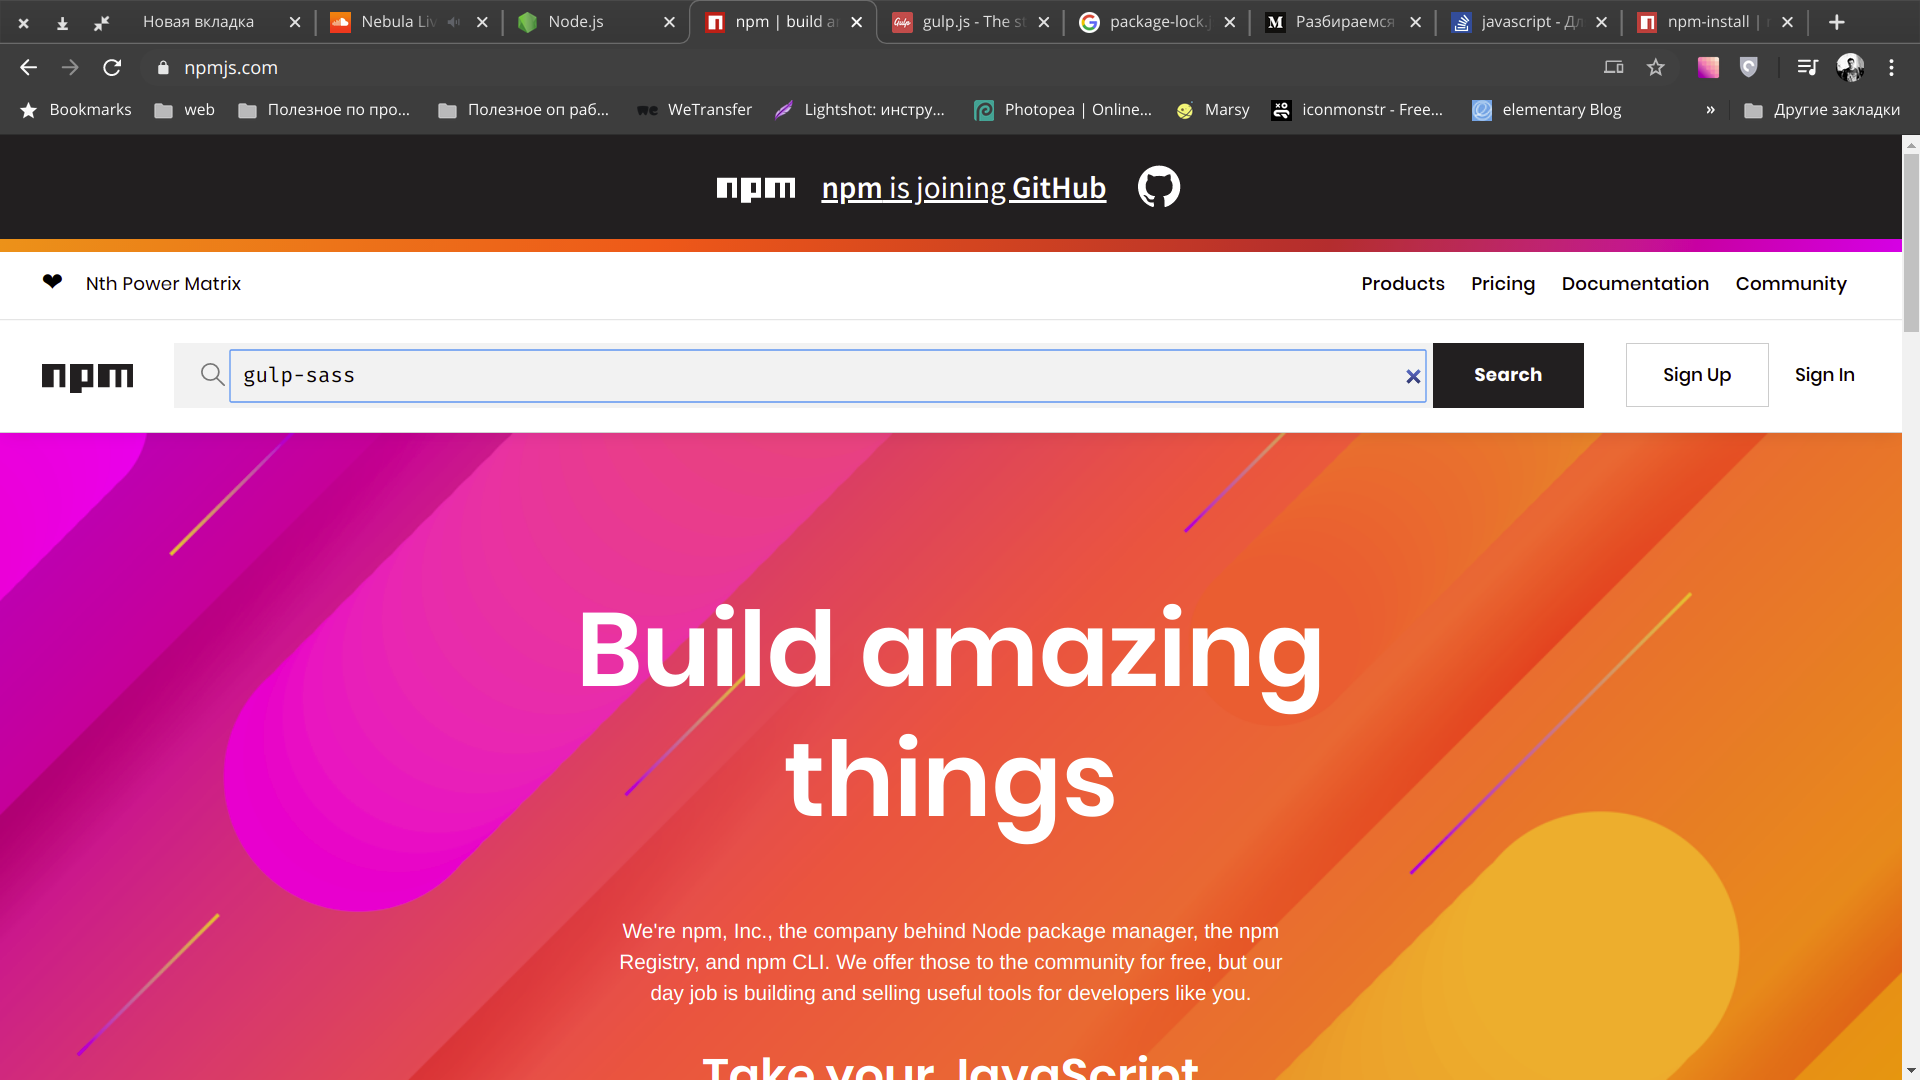 Новая вкладка
Nebula Liv
Node.js
npm | build a
gulp.js - The st
package-lock.j
Разбираемся
javascript - Дл
npm-install |
npmjs.com
Bookmarks
web
Полезное по про...
Полезное оп раб...
WeTransfer
Lightshot: инстру...
Photopea | Online...
Marsy
iconmonstr - Free...
elementary Blog
»
Другие закладки
npm npm is joining GitHub
❤ Nth Power Matrix
Products Pricing Documentation Community
npm
gulp-sass
Search
Sign Up
Sign In
Build amazing
things
We're npm, Inc., the company behind Node package manager, the npm
Registry, and npm CLI. We offer those to the community for free, but our
day job is building and selling useful tools for developers like you.
Take your JavaScript